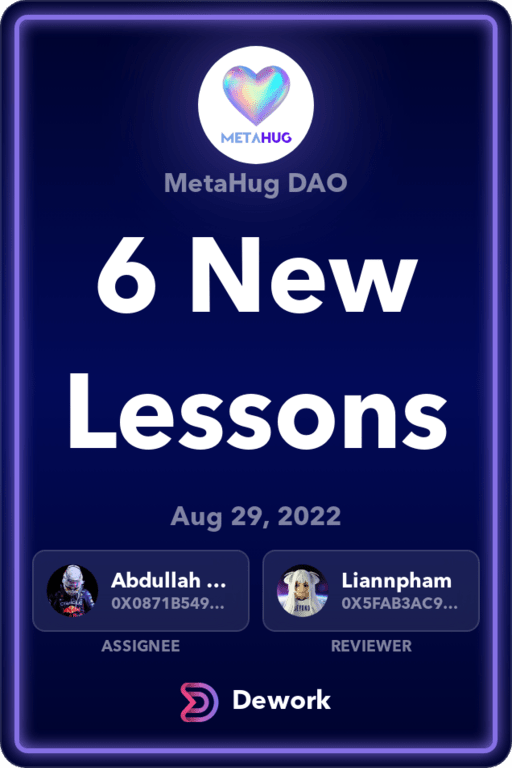 METAHUG
MetaHug DAO
6 New
Lessons
Aug 29, 2022
Abdullah ...
0X0871B549...
Liannpham
0X5FAB3AC9...
ASSIGNEE
REVIEWER
Dework